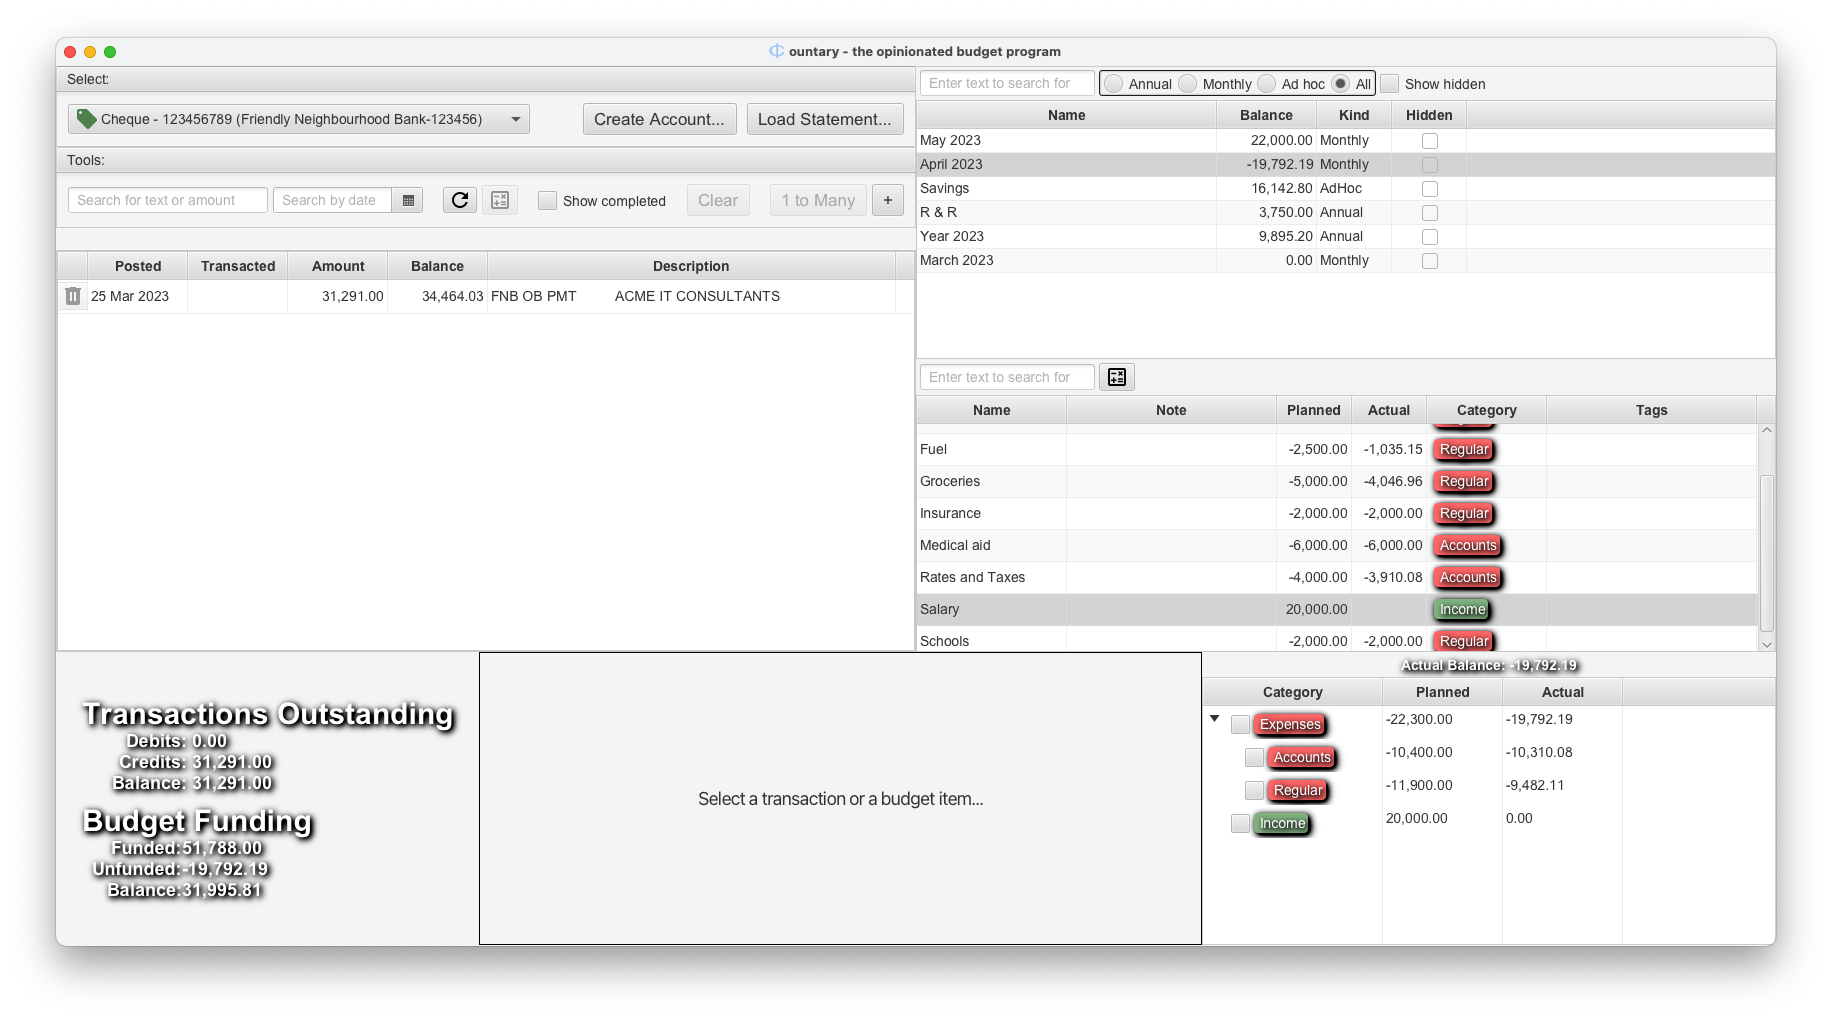 ountary - the opinionated budget program
Select:
Cheque - 123456789 (Friendly Neighbourhood Bank-123456)
Create Account...
Load Statement...
Tools:
Search for text or amount
Search by date
Show completed
Clear
1 to Many
+
Posted Transacted Amount Balance Description
25 Mar 2023 31,291.00 34,464.03 FNB OB PMT ACME IT CONSULTANTS
Enter text to search for
Annual Monthly Ad hoc All Show hidden
Name Balance Kind Hidden
May 2023 22,000.00 Monthly
April 2023 -19,792.19 Monthly
Savings 16,142.80 AdHoc
R & R 3,750.00 Annual
Year 2023 9,895.20 Annual
March 2023 0.00 Monthly
Enter text to search for
Name Note Planned Actual Category Tags
Fuel -2,500.00 -1,035.15 Regular
Groceries -5,000.00 -4,046.96 Regular
Insurance -2,000.00 -2,000.00 Regular
Medical aid -6,000.00 -6,000.00 Accounts
Rates and Taxes -4,000.00 -3,910.08 Accounts
Salary 20,000.00 Income
Schools -2,000.00 -2,000.00 Regular
Transactions Outstanding
Debits: 0.00
Credits: 31,291.00
Balance: 31,291.00
Budget Funding
Funded:51,788.00
Unfunded:-19,792.19
Balance:31,995.81
Select a transaction or a budget item...
Actual Balance: -19,792.19
Category Planned Actual
Expenses -22,300.00 -19,792.19
Accounts -10,400.00 -10,310.08
Regular -11,900.00 -9,482.11
Income 20,000.00 0.00